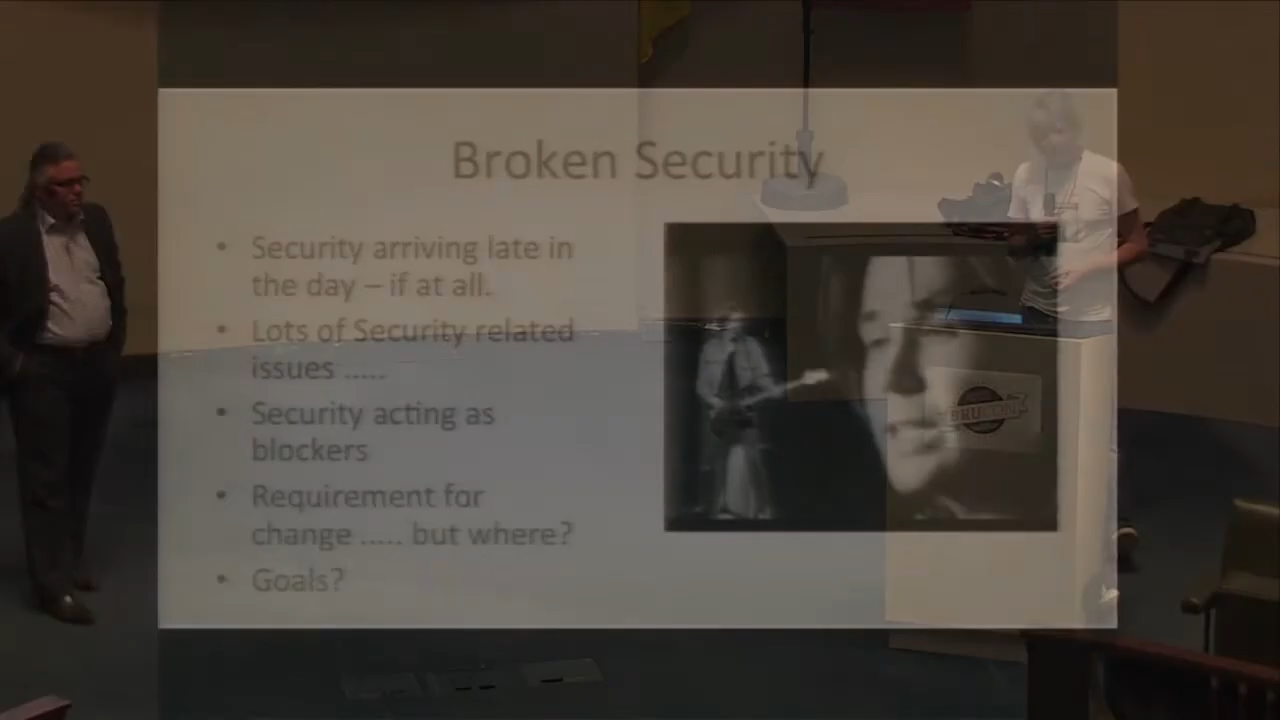 Broken Security
• Security arriving late in
the day – if at all.
• Lots of Security related
issues .....
• Security acting as
blockers
• Requirement for
change ..... but where?
• Goals?
BRUCON